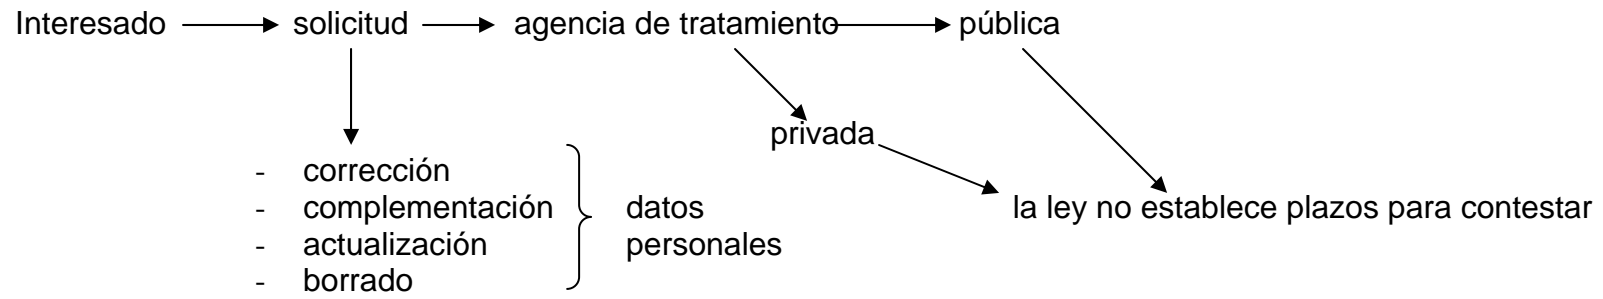 Interesado solicitud agencia de tratamiento pública
privada
- corrección
- complementación datos la ley no establece plazos para contestar
- actualización personales
- borrado